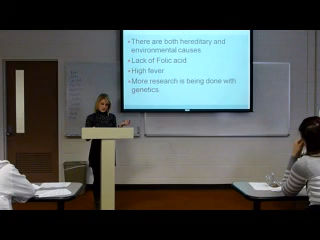 • There are both hereditary and
environmental causes
• Lack of Folic acid
• High fever
• More research is being done with
genetics.